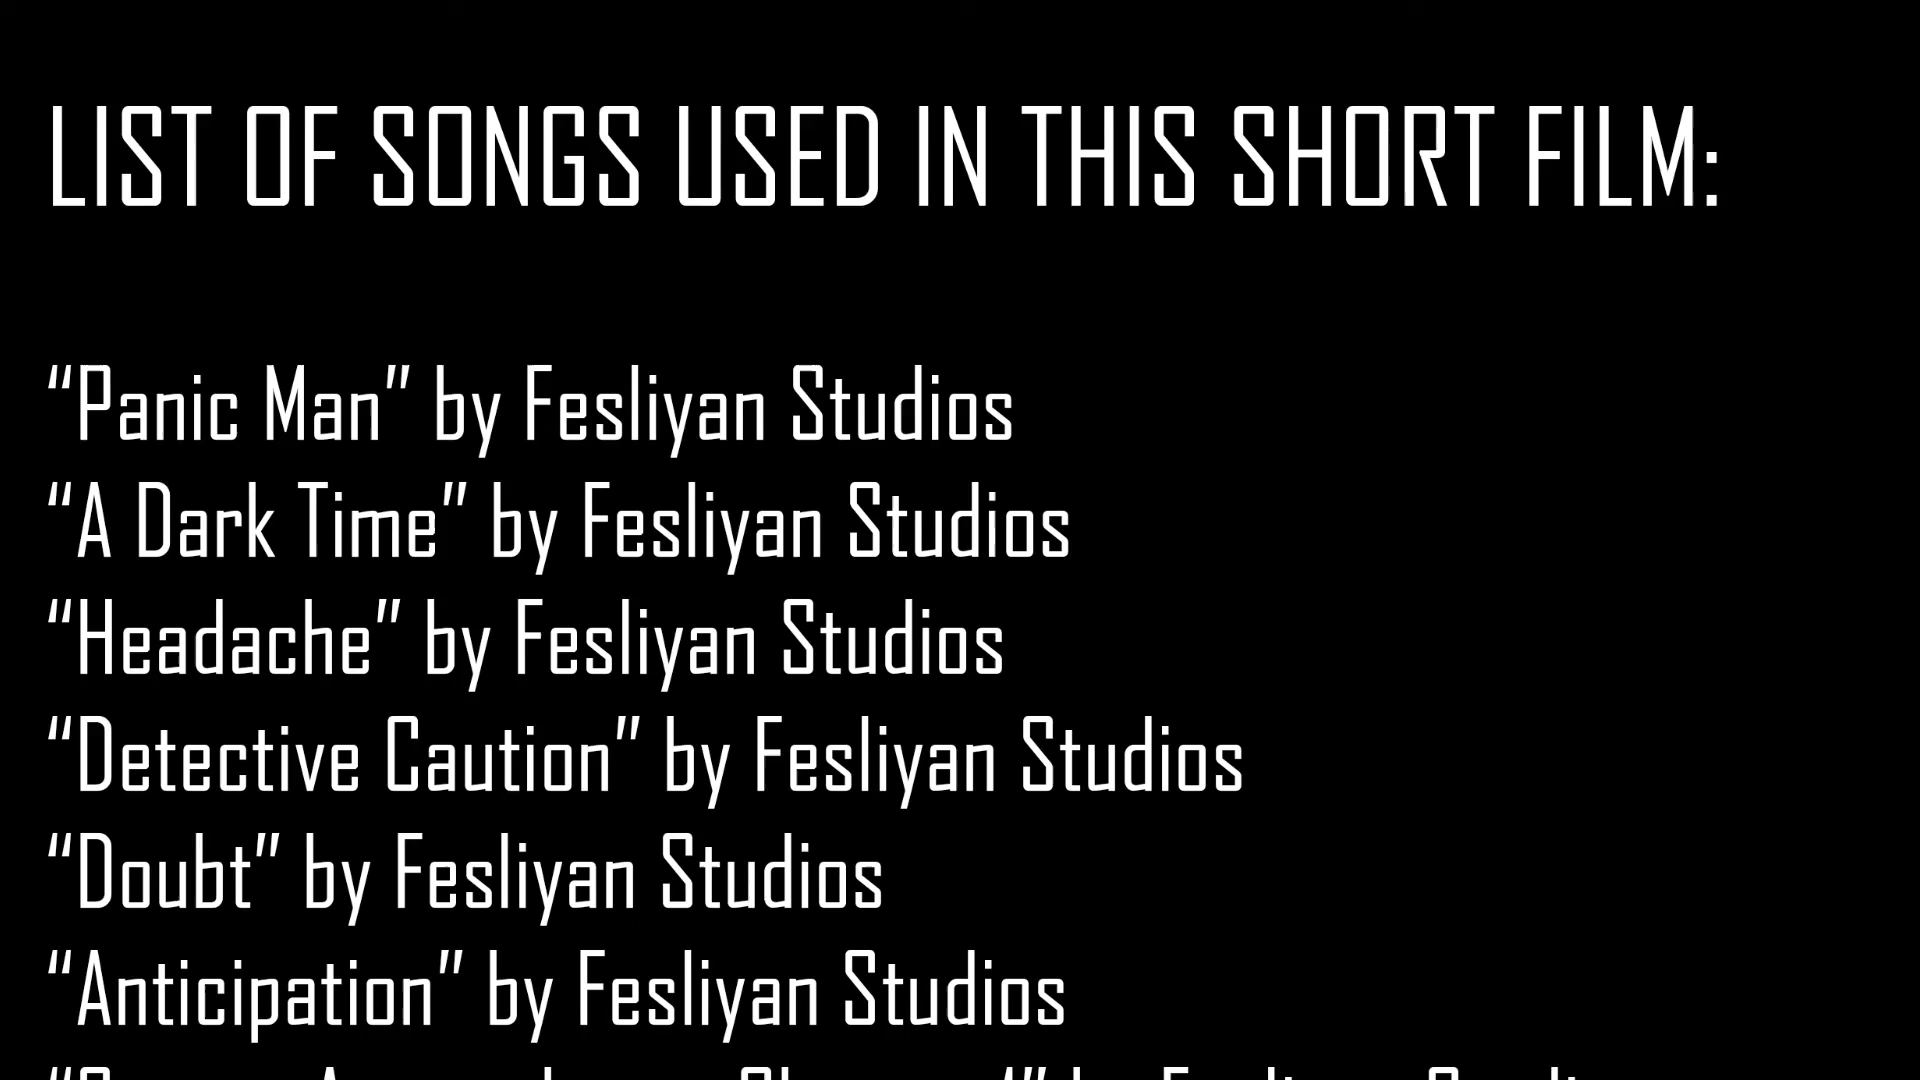 LIST OF SONGS USED IN THIS SHORT FILM:
“Panic Man” by Fesliyan Studios
“A Dark Time” by Fesliyan Studios
“Headache” by Fesliyan Studios
“Detective Caution” by Fesliyan Studios
“Doubt” by Fesliyan Studios
“Anticipation” by Fesliyan Studios